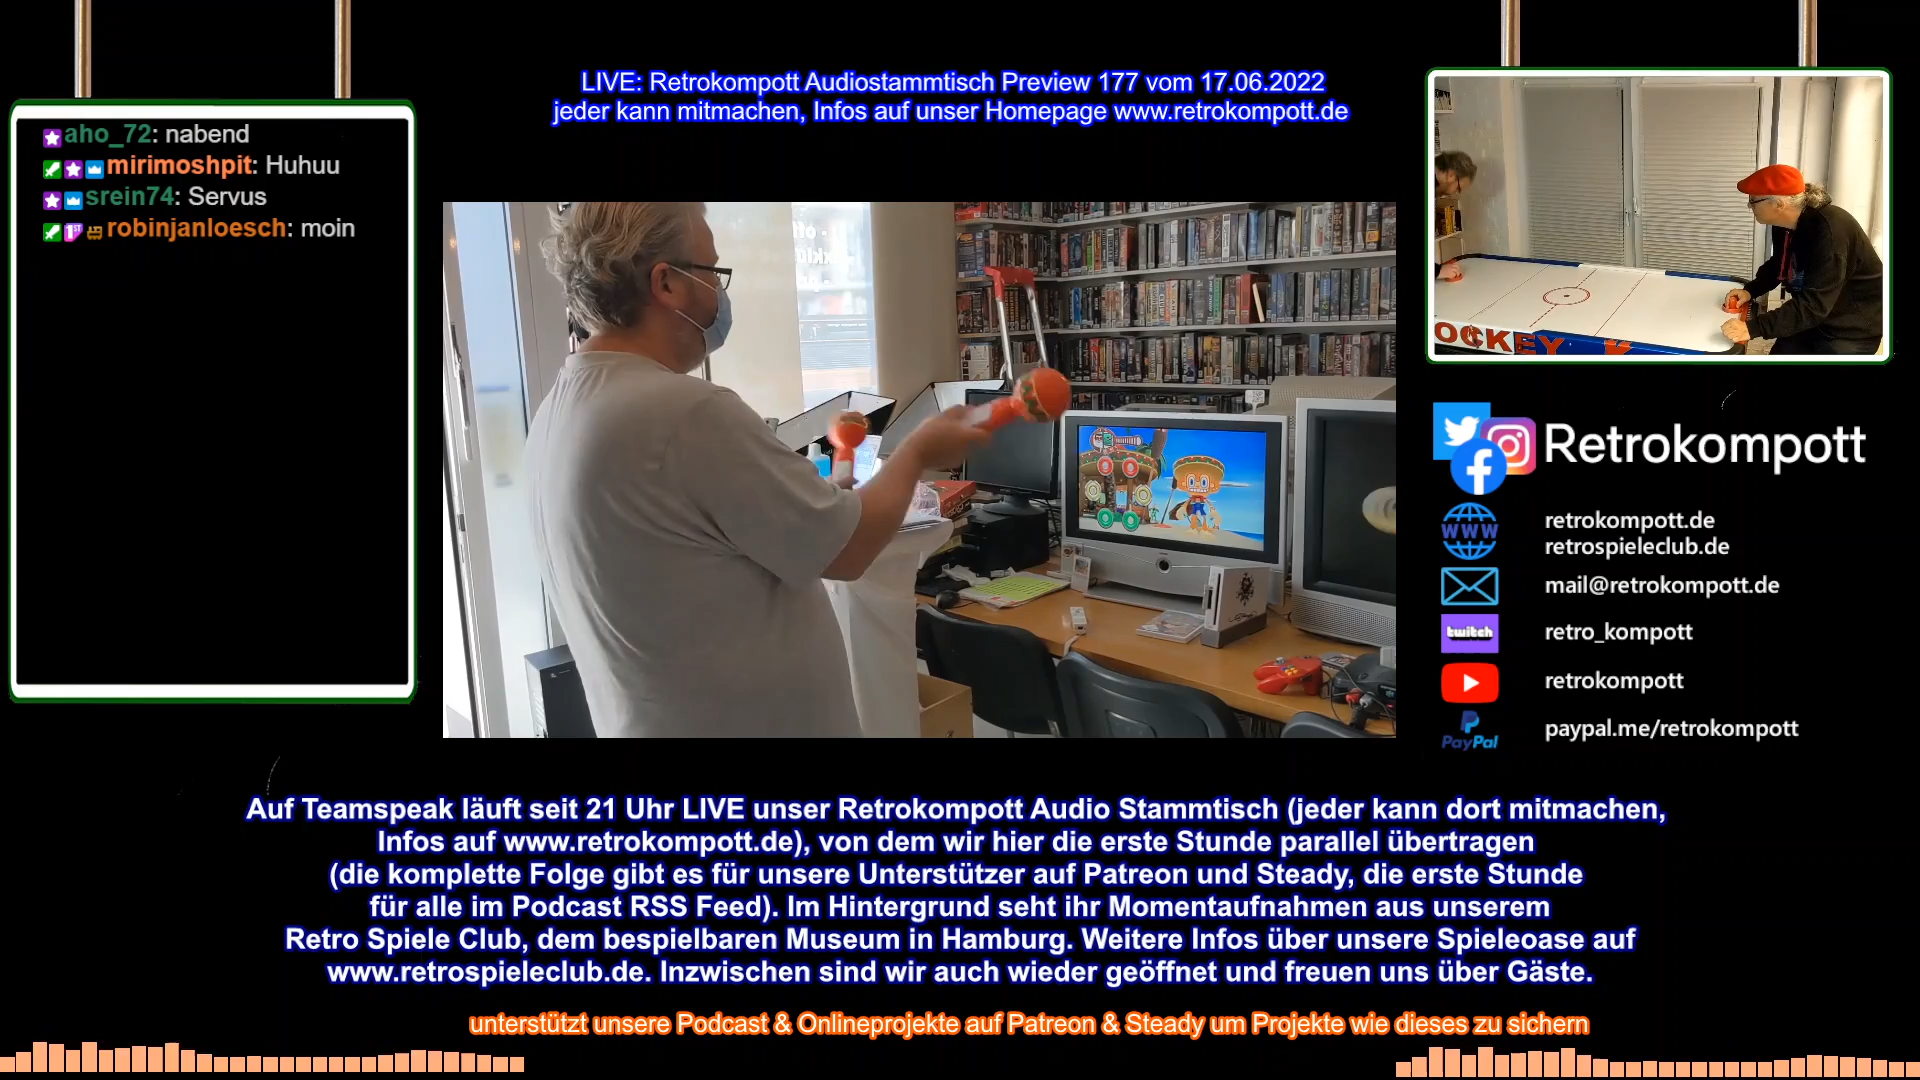 LIVE: Retrokompott Audiostammtisch Preview 177 vom 17.06.2022
jeder kann mitmachen, Infos auf unser Homepage www.retrokompott.de
aho_72: nabend
mirimoshpit: Huhuu
srein74: Servus
robinjanloesch: moin
OCKEY
Retrokompott
www
retrokompott.de
retrospieleclub.de
mail@retrokompott.de
twitch
retro_kompott
retrokompott
PayPal
paypal.me/retrokompott
Auf Teamspeak läuft seit 21 Uhr LIVE unser Retrokompott Audio Stammtisch (jeder kann dort mitmachen,
Infos auf www.retrokompott.de), von dem wir hier die erste Stunde parallel übertragen
(die komplette Folge gibt es für unsere Unterstützer auf Patreon und Steady, die erste Stunde
für alle im Podcast RSS Feed). Im Hintergrund seht ihr Momentaufnahmen aus unserem
Retro Spiele Club, dem bespielbaren Museum in Hamburg. Weitere Infos über unsere Spieleoase auf
www.retrospieleclub.de. Inzwischen sind wir auch wieder geöffnet und freuen uns über Gäste.
unterstützt unsere Podcast & Onlineprojekte auf Patreon & Steady um Projekte wie dieses zu sichern